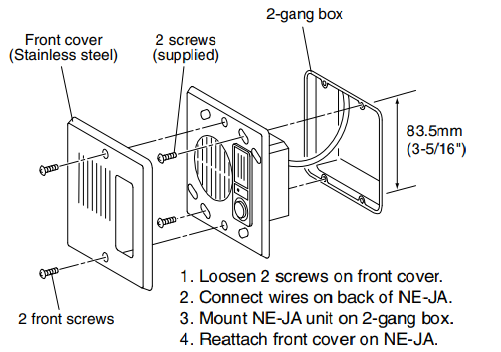 2-gang box
Front cover
(Stainless steel)
2 screws
(supplied)
83.5mm
(3-5/16")
2 front screws
1. Loosen 2 screws on front cover.
2. Connect wires on back of NE-JA.
3. Mount NE-JA unit on 2-gang box.
4. Reattach front cover on NE-JA.